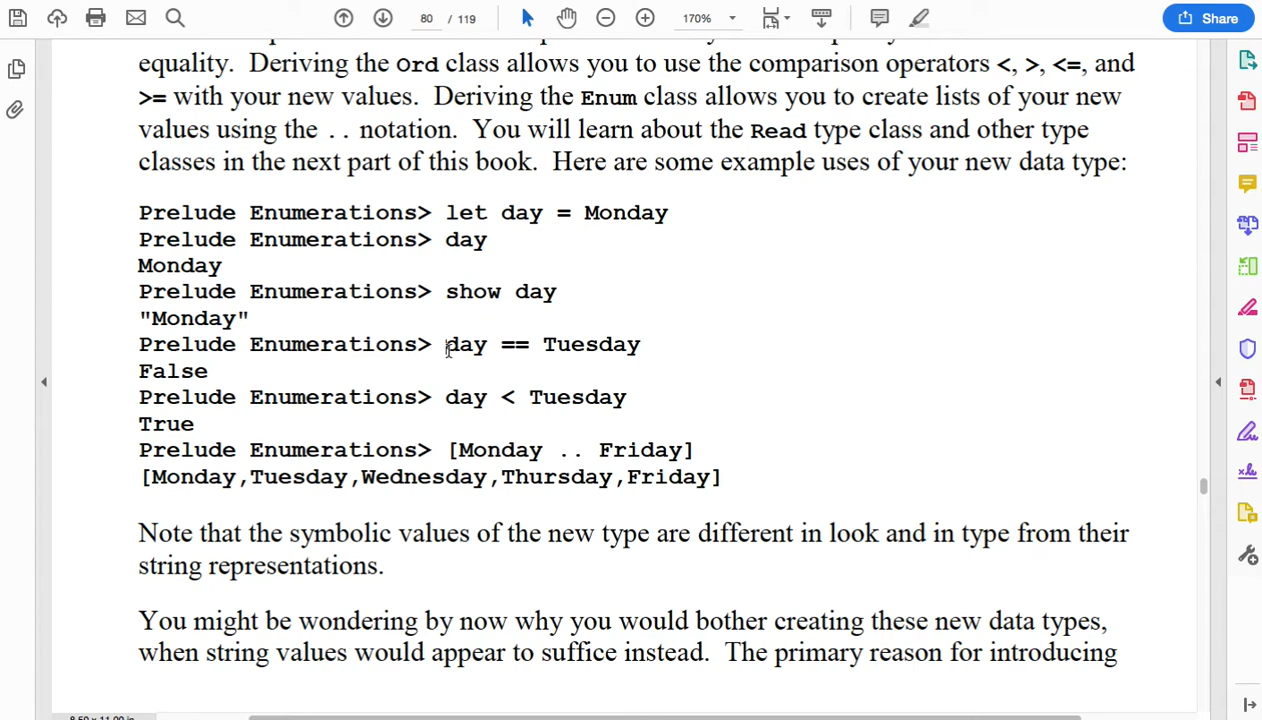 80 / 119
170%
Share
equality. Deriving the Ord class allows you to use the comparison operators <, >, <=, and
>= with your new values. Deriving the Enum class allows you to create lists of your new
values using the .. notation. You will learn about the Read type class and other type
classes in the next part of this book. Here are some example uses of your new data type:
Prelude Enumerations> let day = Monday
Prelude Enumerations> day
Monday
Prelude Enumerations> show day
"Monday"
Prelude Enumerations> day == Tuesday
False
Prelude Enumerations> day < Tuesday
True
Prelude Enumerations> [Monday .. Friday]
[Monday,Tuesday,Wednesday,Thursday,Friday]
Note that the symbolic values of the new type are different in look and in type from their
string representations.
You might be wondering by now why you would bother creating these new data types,
when string values would appear to suffice instead. The primary reason for introducing
8.50 x 11.00 in